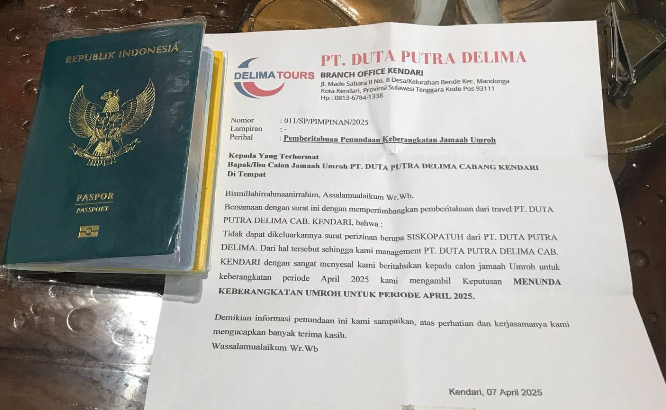 REPUBLIK INDONESIA
PASPOR
PASSPORT
DELIMA TOURS
PT. DUTA PUTRA DELIMA
BRANCH OFFICE KENDARI
Jl. Made Sabara II No. 8 Desa/Kelurahan Bende Kec. Mandonga
Kota Kendari, Provinsi Sulawesi Tenggara Kode Pos 93111
Hp : 0813-6784-1338
Nomor : 011/SP/PIMPINAN/2025
Lampiran : -
Perihal : Pemberitahuan Penundaan Keberangkatan Jamaah Umroh
Kepada Yang Terhormat
Bapak/Ibu Calon Jamaah Umroh PT. DUTA PUTRA DELIMA CABANG KENDARI
Di Tempat
Bismillahirrahmaanirrahim, Assalamualaikum Wr.Wb.
Bersamaan dengan surat ini dengan mempertimbangkan pemberitahuan dari travel PT. DUTA
PUTRA DELIMA CAB. KENDARI, bahwa :
Tidak dapat dikeluarkannya surat perizinan berupa SISKOPATUH dari PT. DUTA PUTRA
DELIMA. Dari hal tersebut sehingga kami management PT. DUTA PUTRA DELIMA CAB.
KENDARI dengan sangat menyesal kami beritahukan kepada calon jamaah Umroh untuk
keberangkatan periode April 2025 kami mengambil Keputusan MENUNDA
KEBERANGKATAN UMROH UNTUK PERIODE APRIL 2025.
Demikian informasi penundaan ini kami sampaikan, atas perhatian dan kerjasamanya kami
mengucapkan banyak terima kasih.
Wassalamualaikum Wr.Wb
Kendari, 07 April 2025